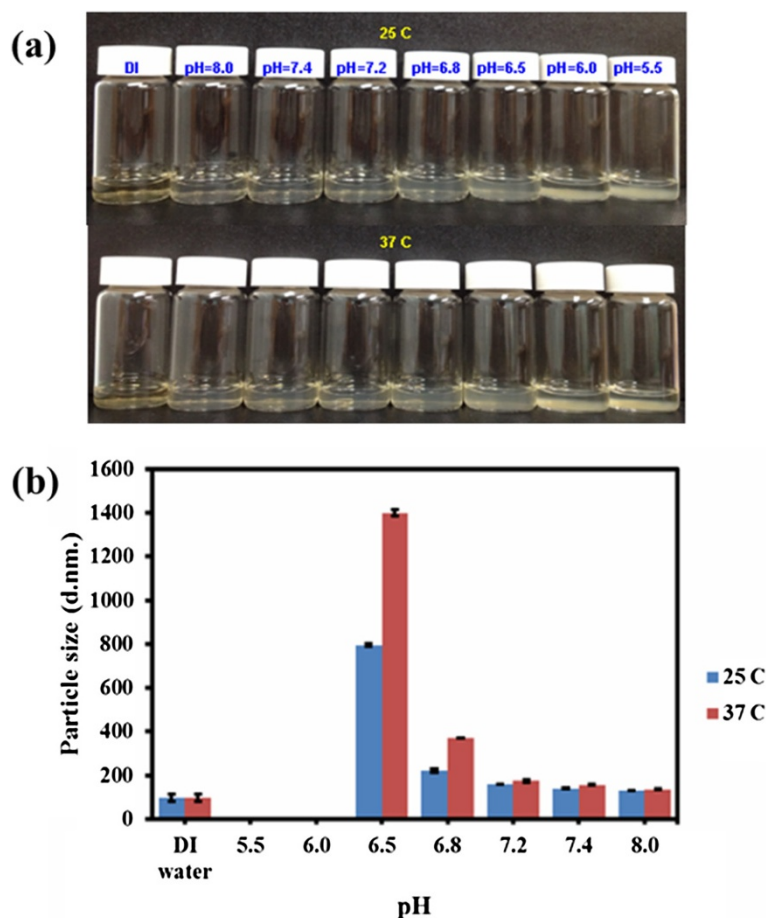 (a)
25 C
DI pH=8.0 pH=7.4 pH=7.2 pH=6.8 pH=6.5 pH=6.0 pH=5.5
37 C
(b)
Particle size (d.nm.)
1600
1400
1200
1000
800
600
400
200
0
DI water 5.5 6.0 6.5 6.8 7.2 7.4 8.0
pH
25 C
37 C